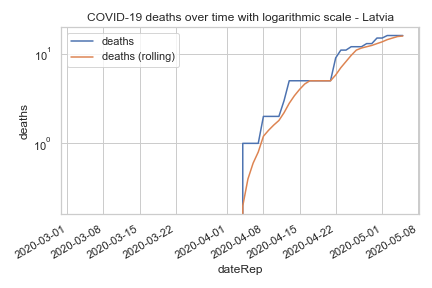 COVID-19 deaths over time with logarithmic scale - Latvia
deaths
deaths (rolling)
10¹
10⁰
deaths
2020-03-01
2020-03-08
2020-03-15
2020-03-22
2020-04-01
2020-04-08
2020-04-15
2020-04-22
2020-05-01
2020-05-08
dateRep